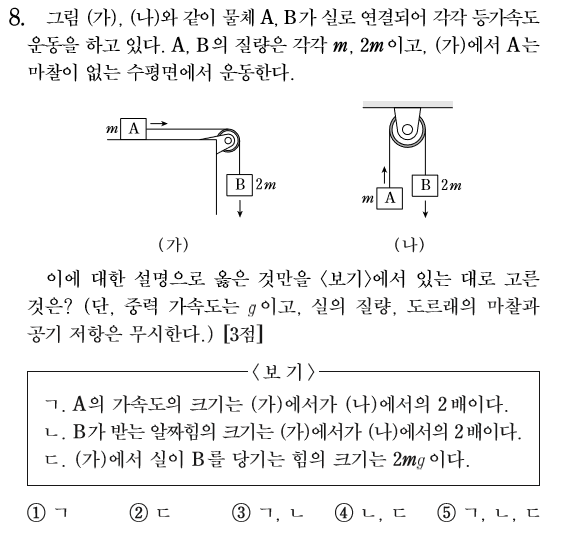 8. 그림 (가), (나)와 같이 물체 A, B가 실로 연결되어 각각 등가속도
운동을 하고 있다. A, B의 질량은 각각 m, 2m이고, (가)에서 A는
마찰이 없는 수평면에서 운동한다.
m A
B 2m
(가)
m A
B 2m
(나)
이에 대한 설명으로 옳은 것만을 〈보기〉에서 있는 대로 고른
것은? (단, 중력 가속도는 g이고, 실의 질량, 도르래의 마찰과
공기 저항은 무시한다.) [3점]
〈보 기〉
ㄱ. A의 가속도의 크기는 (가)에서가 (나)에서의 2배이다.
ㄴ. B가 받는 알짜힘의 크기는 (가)에서가 (나)에서의 2배이다.
ㄷ. (가)에서 실이 B를 당기는 힘의 크기는 2mg이다.
① ㄱ ② ㄷ ③ ㄱ, ㄴ ④ ㄴ, ㄷ ⑤ ㄱ, ㄴ, ㄷ